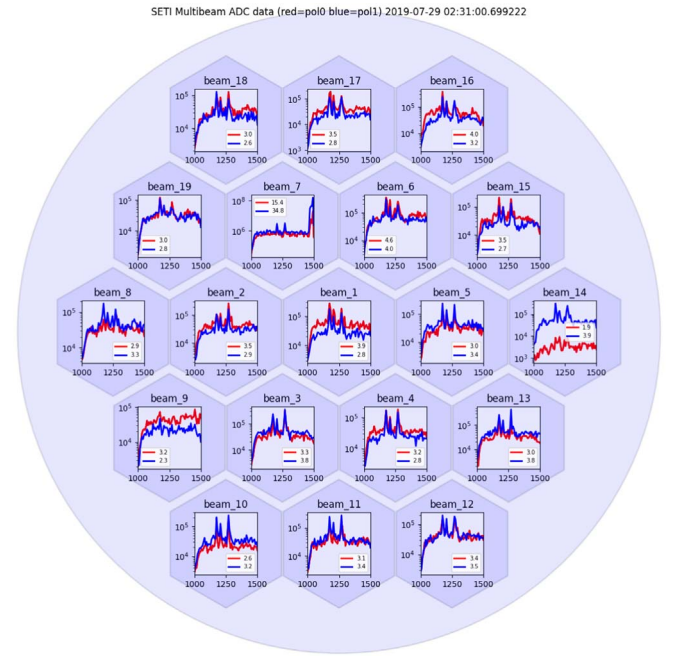 SETI Multibeam ADC data (red=pol0 blue=pol1) 2019-07-29 02:31:00.699222
beam_18
10⁵
10⁴
3.0
2.6
1000 1250 1500
beam_17
10⁵
10⁴
10³
3.5
2.8
1000 1250 1500
beam_16
10⁵
10⁴
4.0
3.2
1000 1250 1500
beam_19
10⁵
10⁴
3.0
2.8
1000 1250 1500
beam_7
10⁸
10⁵
15.4
34.8
1000 1250 1500
beam_6
10⁵
10⁴
4.6
4.0
1000 1250 1500
beam_15
10⁵
10⁴
3.5
2.7
1000 1250 1500
beam_8
10⁵
10⁴
2.9
3.3
1000 1250 1500
beam_2
10⁵
10⁴
3.5
2.9
1000 1250 1500
beam_1
10⁵
10⁴
3.9
2.8
1000 1250 1500
beam_5
10⁵
10⁴
3.0
3.4
1000 1250 1500
beam_14
10⁵
10⁴
10³
1.9
3.9
1000 1250 1500
beam_9
10⁵
10⁴
3.2
2.3
1000 1250 1500
beam_3
10⁵
10⁴
3.3
3.8
1000 1250 1500
beam_4
10⁵
10⁴
3.2
2.8
1000 1250 1500
beam_13
10⁵
10⁴
3.0
3.8
1000 1250 1500
beam_10
10⁵
10⁴
2.6
3.2
1000 1250 1500
beam_11
10⁵
10⁴
3.1
3.4
1000 1250 1500
beam_12
10⁵
10⁴
3.4
3.5
1000 1250 1500